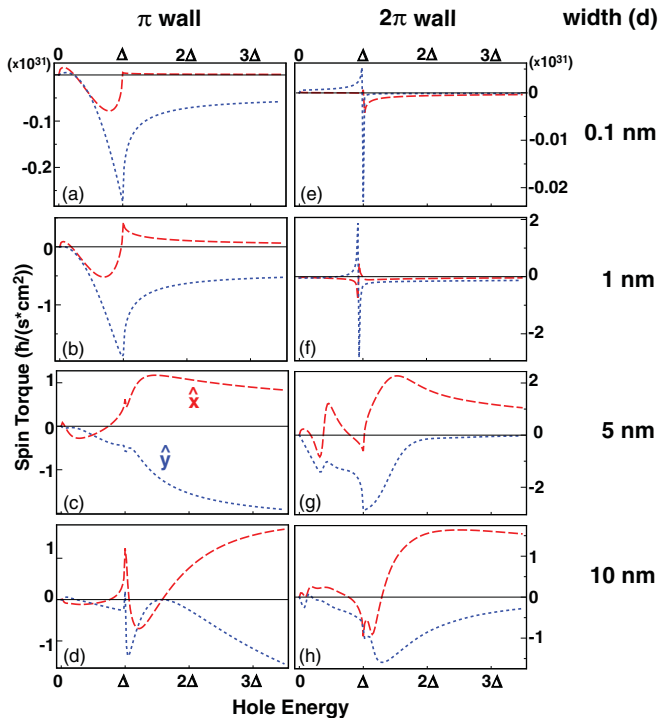 π wall 2π wall width (d)
0 Δ 2Δ 3Δ 0 Δ 2Δ 3Δ
(x10³¹) (x10³¹)
-0.1
-0.2
(a)
0
-0.01
-0.02
(e)
0.1 nm
0
-1
(b)
2
0
-2
(f)
1 nm
1
0
-1
x̂
ŷ
(c)
2
0
-2
(g)
5 nm
1
0
-1
(d)
1
0
-1
(h)
10 nm
0 Δ 2Δ 3Δ 0 Δ 2Δ 3Δ
Hole Energy Hole Energy
Spin Torque (ħ/(s*cm²))